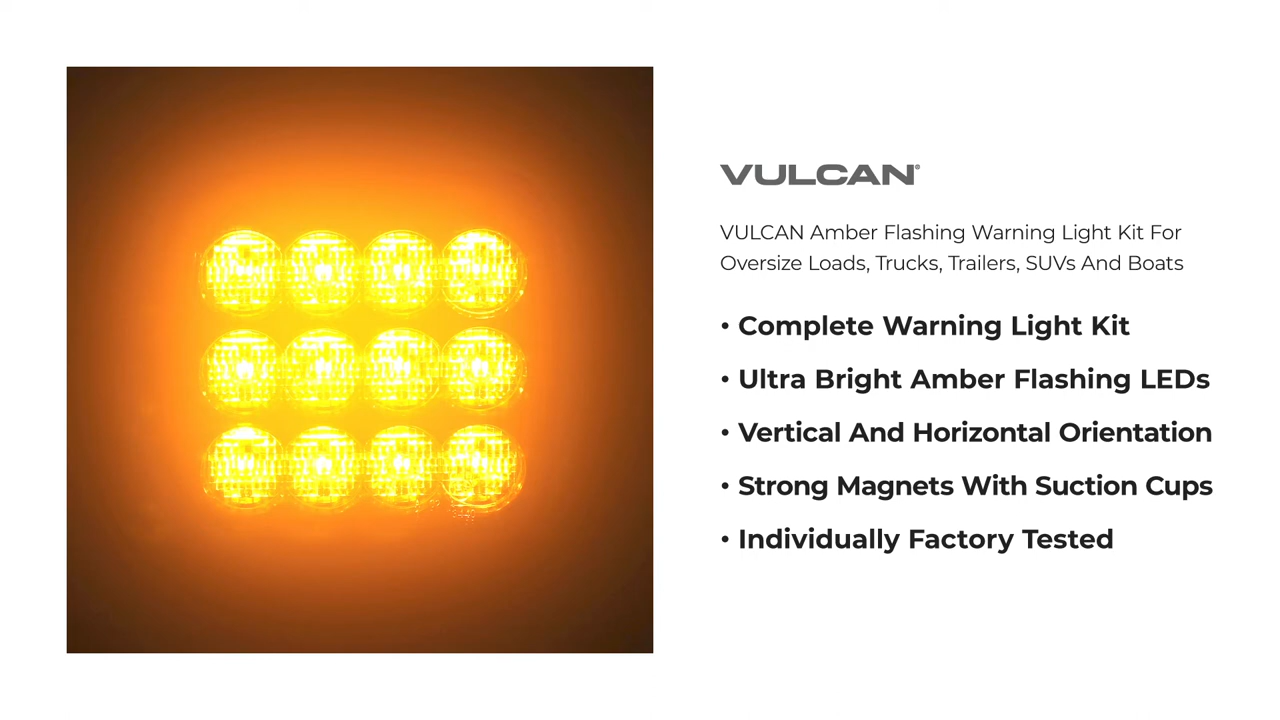 VULCAN®
VULCAN Amber Flashing Warning Light Kit For
Oversize Loads, Trucks, Trailers, SUVs And Boats
• Complete Warning Light Kit
• Ultra Bright Amber Flashing LEDs
• Vertical And Horizontal Orientation
• Strong Magnets With Suction Cups
• Individually Factory Tested